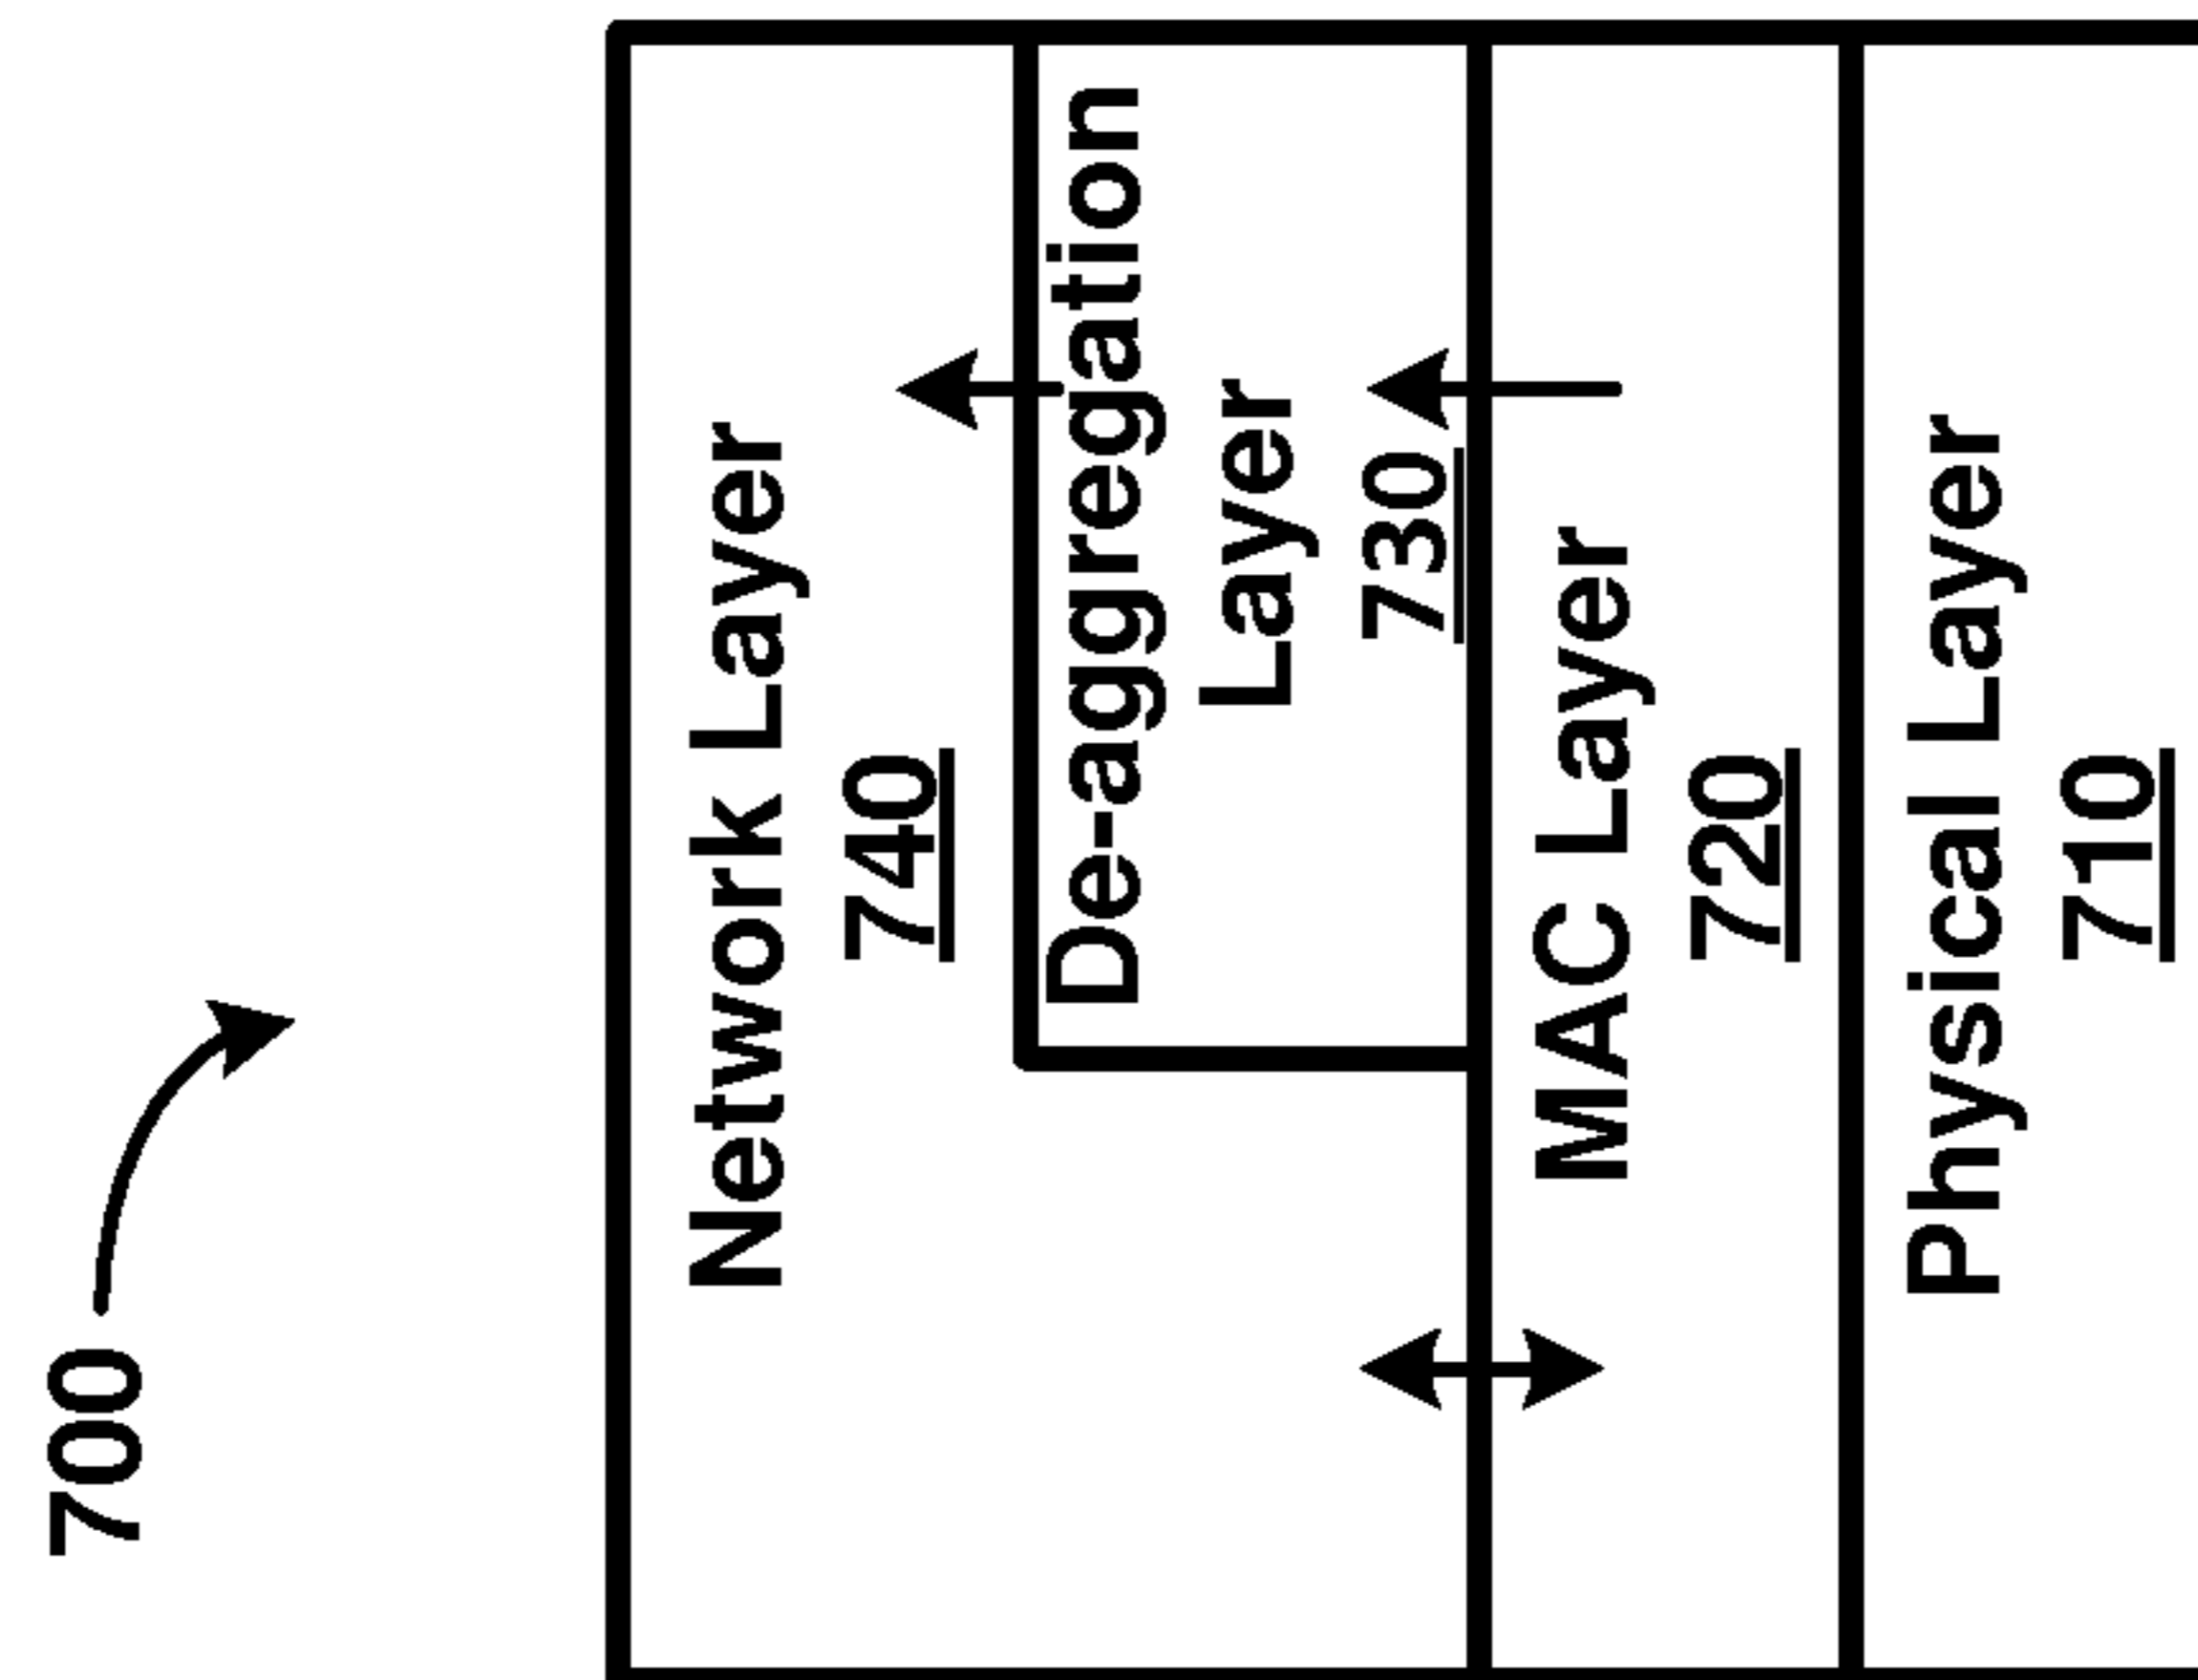 700
Network Layer
740
De-aggregation
Layer
730
MAC Layer
720
Physical Layer
710